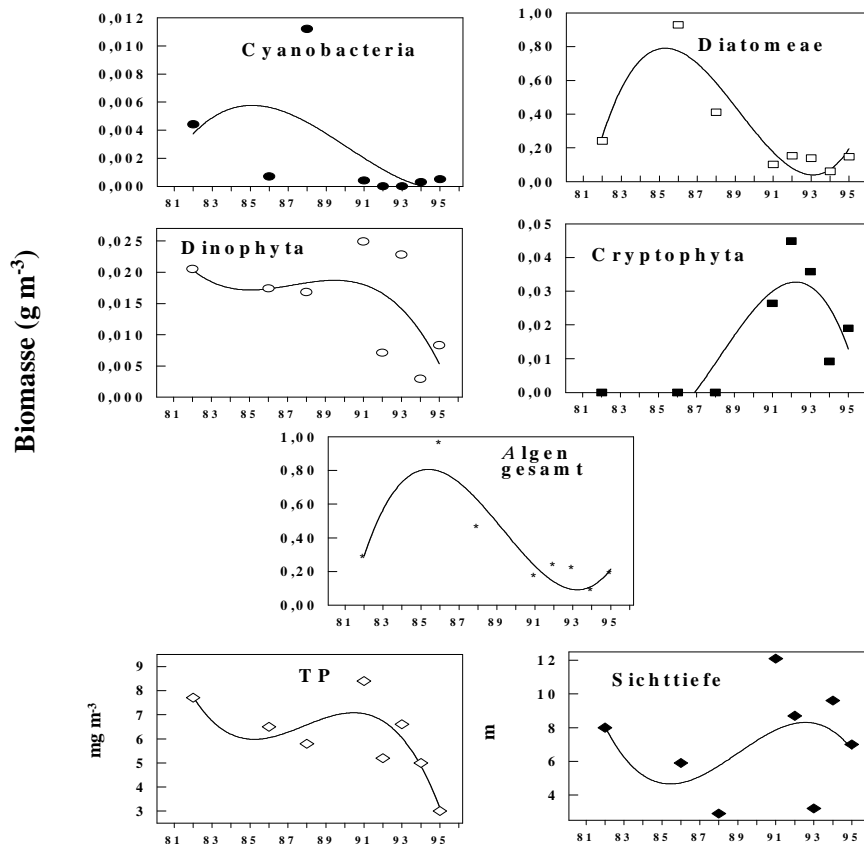 Biomasse (g m-3)
Cyanobacteria
0,012
0,010
0,008
0,006
0,004
0,002
0,000
81 83 85 87 89 91 93 95
Diatomeae
1,00
0,80
0,60
0,40
0,20
0,00
81 83 85 87 89 91 93 95
Dinophyta
0,025
0,020
0,015
0,010
0,005
0,000
81 83 85 87 89 91 93 95
Cryptophyta
0,05
0,04
0,03
0,02
0,01
0,00
81 83 85 87 89 91 93 95
Algen
gesamt
1,00
0,80
0,60
0,40
0,20
0,00
81 83 85 87 89 91 93 95
TP
mg m-3
9
8
7
6
5
4
3
81 83 85 87 89 91 93 95
Sichttiefe
m
12
10
8
6
4
81 83 85 87 89 91 93 95